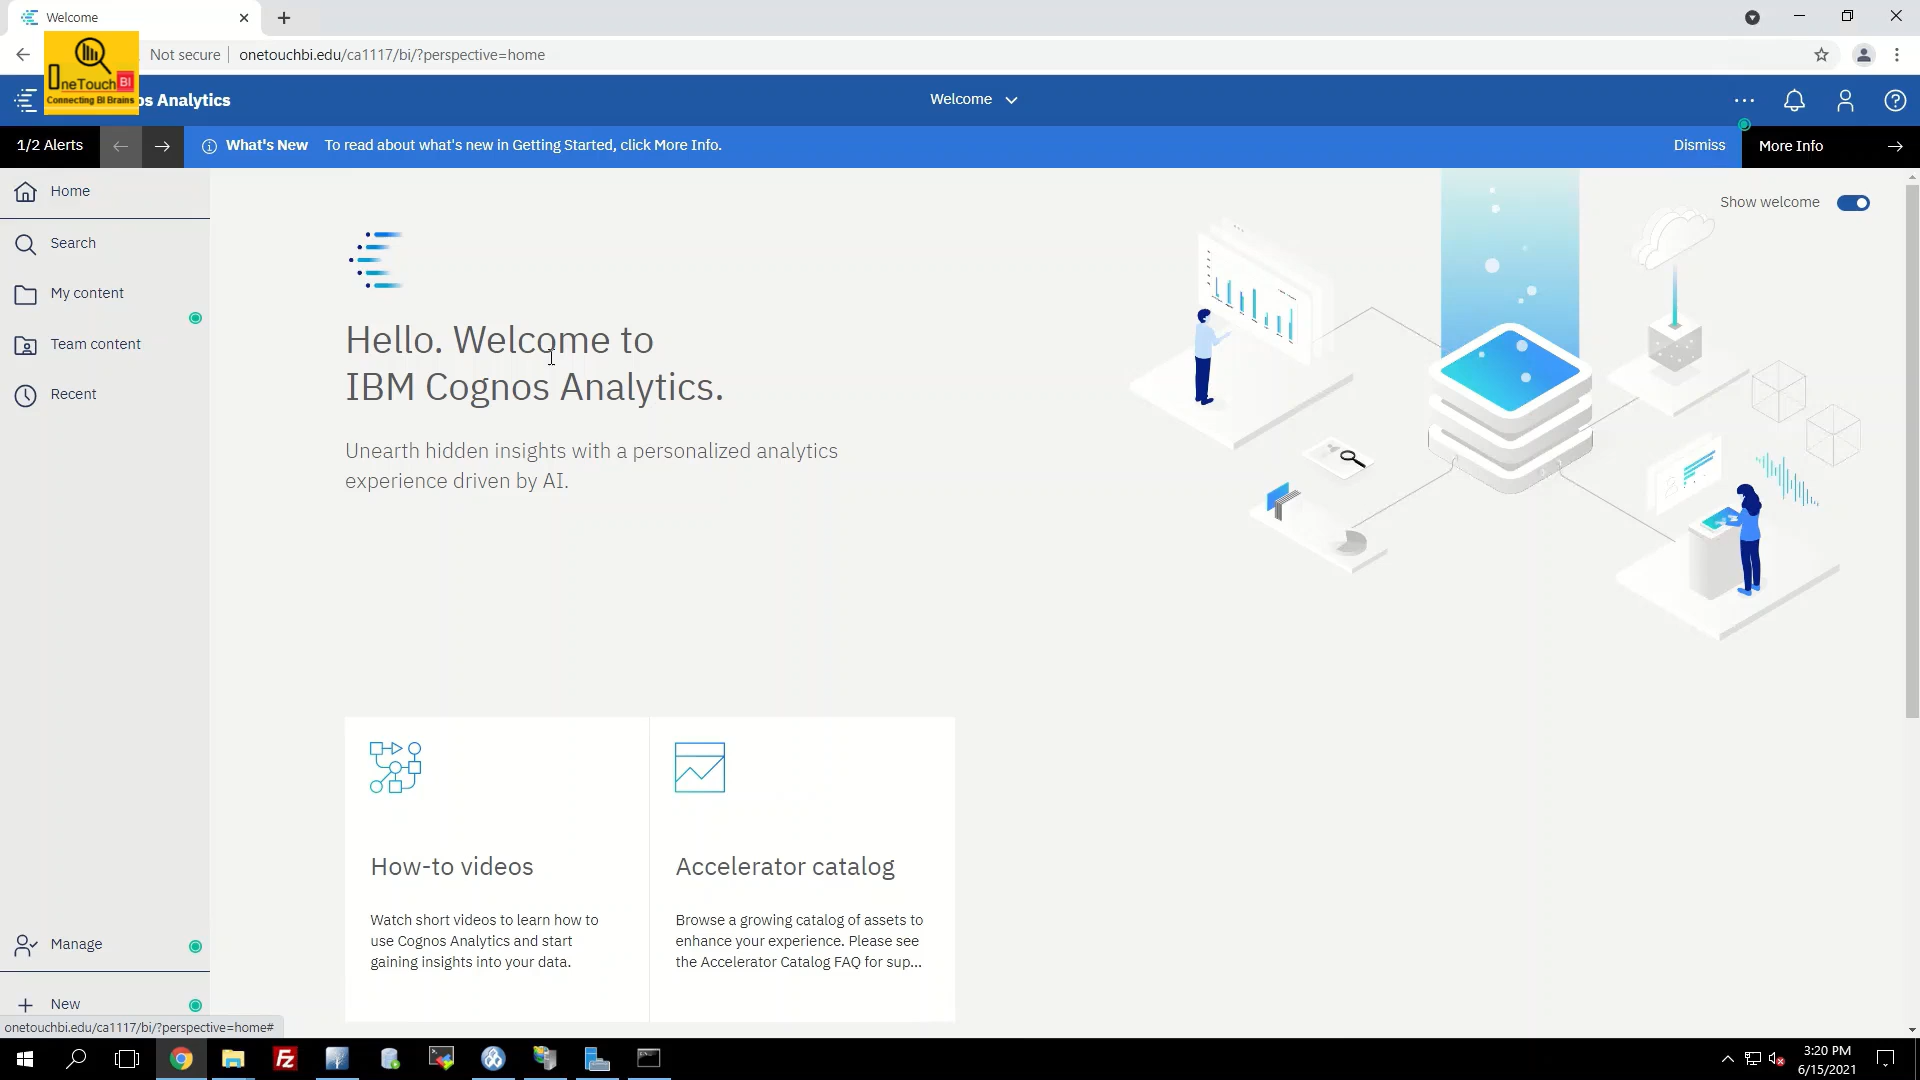 Welcome
Not secure
onetouchbi.edu/ca1117/bi/?perspective=home
OneTouch BI
Connecting BI Brains
os Analytics
Welcome
1/2 Alerts
What's New To read about what's new in Getting Started, click More Info.
Dismiss
More Info
Home
Show welcome
Search
My content
Team content
Recent
Hello. Welcome to
IBM Cognos Analytics.
Unearth hidden insights with a personalized analytics
experience driven by AI.
How-to videos
Watch short videos to learn how to
use Cognos Analytics and start
gaining insights into your data.
Accelerator catalog
Browse a growing catalog of assets to
enhance your experience. Please see
the Accelerator Catalog FAQ for sup...
Manage
New
onetouchbi.edu/ca1117/bi/?perspective=home#
3:20 PM
6/15/2021